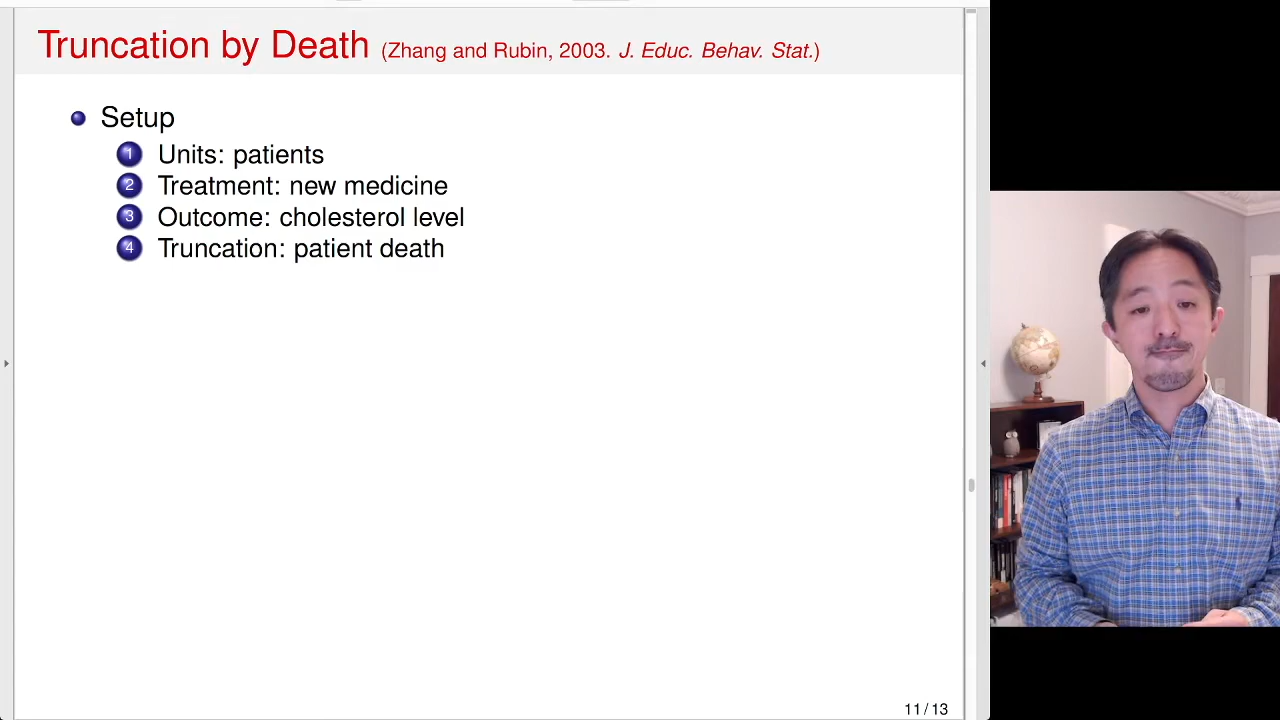 Truncation by Death (Zhang and Rubin, 2003. J. Educ. Behav. Stat.)
Setup
1 Units: patients
2 Treatment: new medicine
3 Outcome: cholesterol level
4 Truncation: patient death
11 / 13